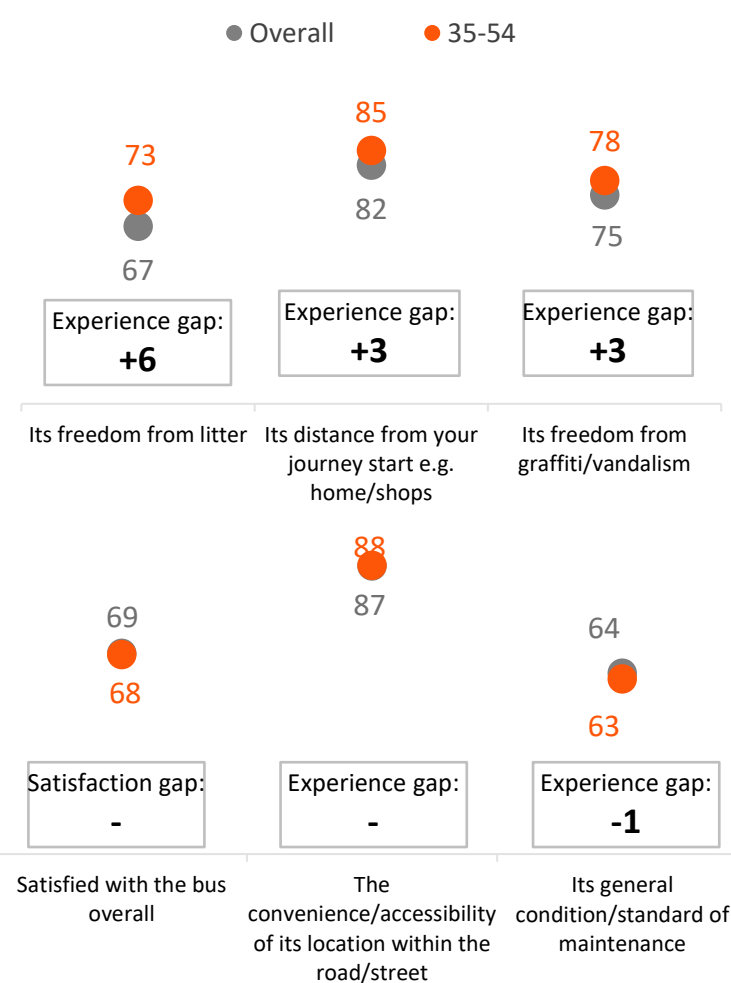 Overall 35-54
73
67
85
82
78
75
Experience gap:
+6
Experience gap:
+3
Experience gap:
+3
Its freedom from litter
Its distance from your
journey start e.g.
home/shops
Its freedom from
graffiti/vandalism
69
68
88
87
64
63
Satisfaction gap:
-
Experience gap:
-
Experience gap:
-1
Satisfied with the bus
overall
The
convenience/accessibility
of its location within the
road/street
Its general
condition/standard of
maintenance